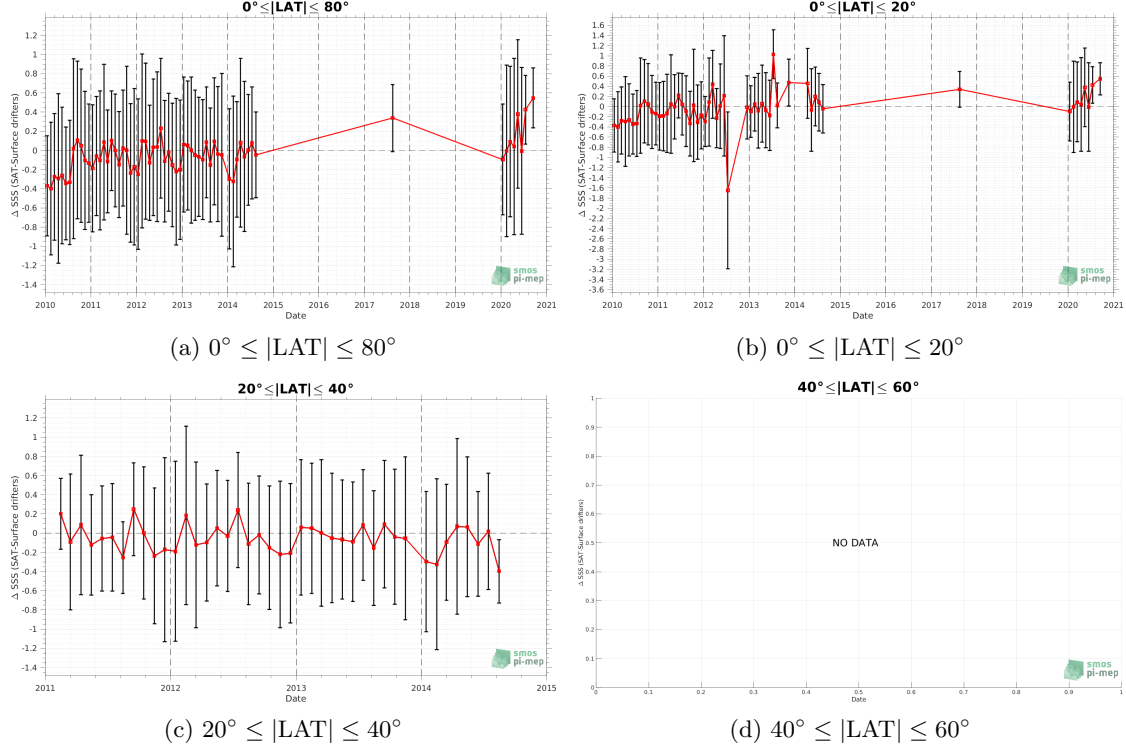 0°≤|LAT|≤ 80°
1.2
1
0.8
0.6
0.4
0.2
0
-0.2
-0.4
-0.6
-0.8
-1
-1.2
-1.4
Δ SSS (SAT-Surface drifters)
2010 2011 2012 2013 2014 2015 2016 2017 2018 2019 2020 2021
Date
smos
pi-mep
(a) 0° ≤ |LAT| ≤ 80°
0°≤|LAT|≤ 20°
1.6
1.4
1.2
1
0.8
0.6
0.4
0.2
0
-0.2
-0.4
-0.6
-0.8
-1
-1.2
-1.4
-1.6
-1.8
-2
-2.2
-2.4
-2.6
-2.8
-3
-3.2
-3.4
-3.6
Δ SSS (SAT-Surface drifters)
2010 2011 2012 2013 2014 2015 2016 2017 2018 2019 2020 2021
Date
smos
pi-mep
(b) 0° ≤ |LAT| ≤ 20°
20°≤|LAT|≤ 40°
1.2
1
0.8
0.6
0.4
0.2
0
-0.2
-0.4
-0.6
-0.8
-1
-1.2
-1.4
Δ SSS (SAT-Surface drifters)
2011 2012 2013 2014 2015
Date
smos
pi-mep
(c) 20° ≤ |LAT| ≤ 40°
40°≤|LAT|≤ 60°
1
0.9
0.8
0.7
0.6
0.5
0.4
0.3
0.2
0.1
0
Δ SSS (SAT-Surface drifters)
NO DATA
0 0.1 0.2 0.3 0.4 0.5 0.6 0.7 0.8 0.9 1
Date
smos
pi-mep
(d) 40° ≤ |LAT| ≤ 60°